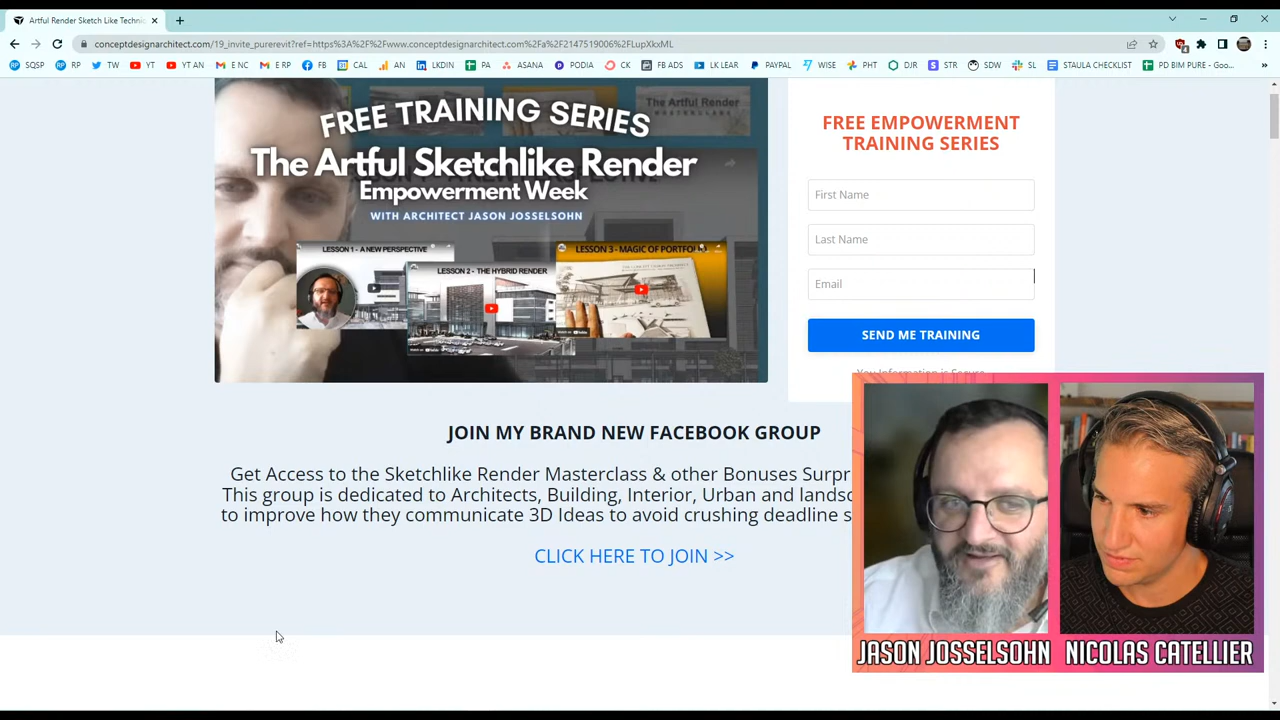 Artful Render Sketch Like Techni
conceptdesignarchitect.com/19_invite_purerevit?ref=https%3A%2F%2Fwww.conceptdesignarchitect.com%2Fa%2F2147519006%2FLupXkxML
SQSP RP TW YT YT AN E NC E RP FB CAL AN LKDIN PA ASANA PODIA CK FB ADS LK LEAR PAYPAL WISE PHT DJR STR SDW SL STAULA CHECKLIST PD BIM PURE - Goo...
The Artful Render
FREE TRAINING SERIES
The Artful Sketchlike Render
Empowerment Week
WITH ARCHITECT JASON JOSSELSOHN
LESSON 1 - A NEW PERSPECTIVE
LESSON 2 - THE HYBRID RENDER
LESSON 3 - MAGIC OF PORTFOLI
FREE EMPOWERMENT
TRAINING SERIES
First Name
Last Name
Email
SEND ME TRAINING
You Information is Secure
JOIN MY BRAND NEW FACEBOOK GROUP
Get Access to the Sketchlike Render Masterclass & other Bonuses Surpr
This group is dedicated to Architects, Building, Interior, Urban and landsc
to improve how they communicate 3D Ideas to avoid crushing deadline s
CLICK HERE TO JOIN >>
JASON JOSSELSOHN
NICOLAS CATELLIER